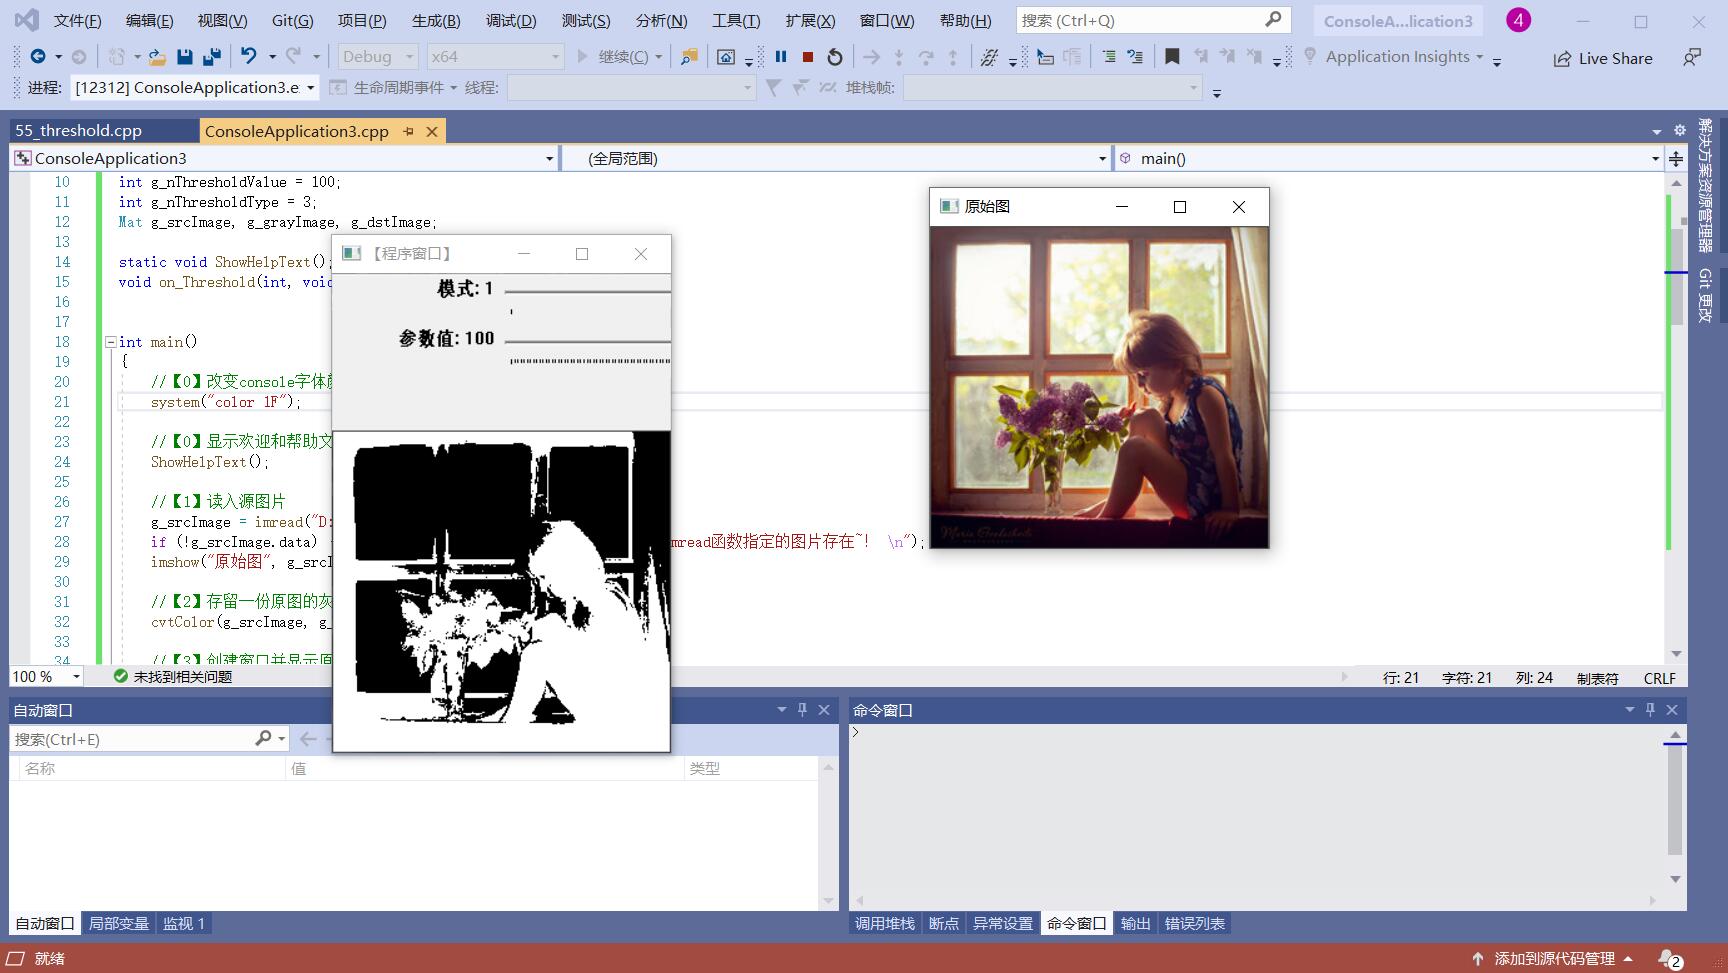 文件(F) 编辑(E) 视图(V) Git(G) 项目(P) 生成(B) 调试(D) 测试(S) 分析(N) 工具(T) 扩展(X) 窗口(W) 帮助(H) 搜索 (Ctrl+Q) ConsoleA...lication3 4
Debug x64 继续(C) Application Insights Live Share
进程: [12312] ConsoleApplication3.e 生命周期事件 线程: 堆栈帧:
55_threshold.cpp ConsoleApplication3.cpp
ConsoleApplication3 (全局范围) main()
10 int g_nThresholdValue = 100;
11 int g_nThresholdType = 3;
12 Mat g_srcImage, g_grayImage, g_dstImage;
13
14 static void ShowHelpText();
15 void on_Threshold(int, voi
16
17
18 int main()
19 {
20 //【0】改变console字体
21 system("color 1F");
22
23 //【0】显示欢迎和帮助文
24 ShowHelpText();
25
26 //【1】读入源图片
27 g_srcImage = imread("D:
28 if (!g_srcImage.data) mread函数指定的图片存在~! \n");
29 imshow("原始图", g_srcI
30
31 //【2】存留一份原图的灰
32 cvtColor(g_srcImage, g_
33
34 //【3】创建窗口并显示原
【程序窗口】
模式: 1
参数值: 100
原始图
100 % 未找到相关问题 行: 21 字符: 21 列: 24 制表符 CRLF
自动窗口
搜索(Ctrl+E)
名称 值 类型
自动窗口 局部变量 监视 1
命令窗口
>
调用堆栈 断点 异常设置 命令窗口 输出 错误列表
解决方案资源管理器
Git 更改
就绪 添加到源代码管理 2